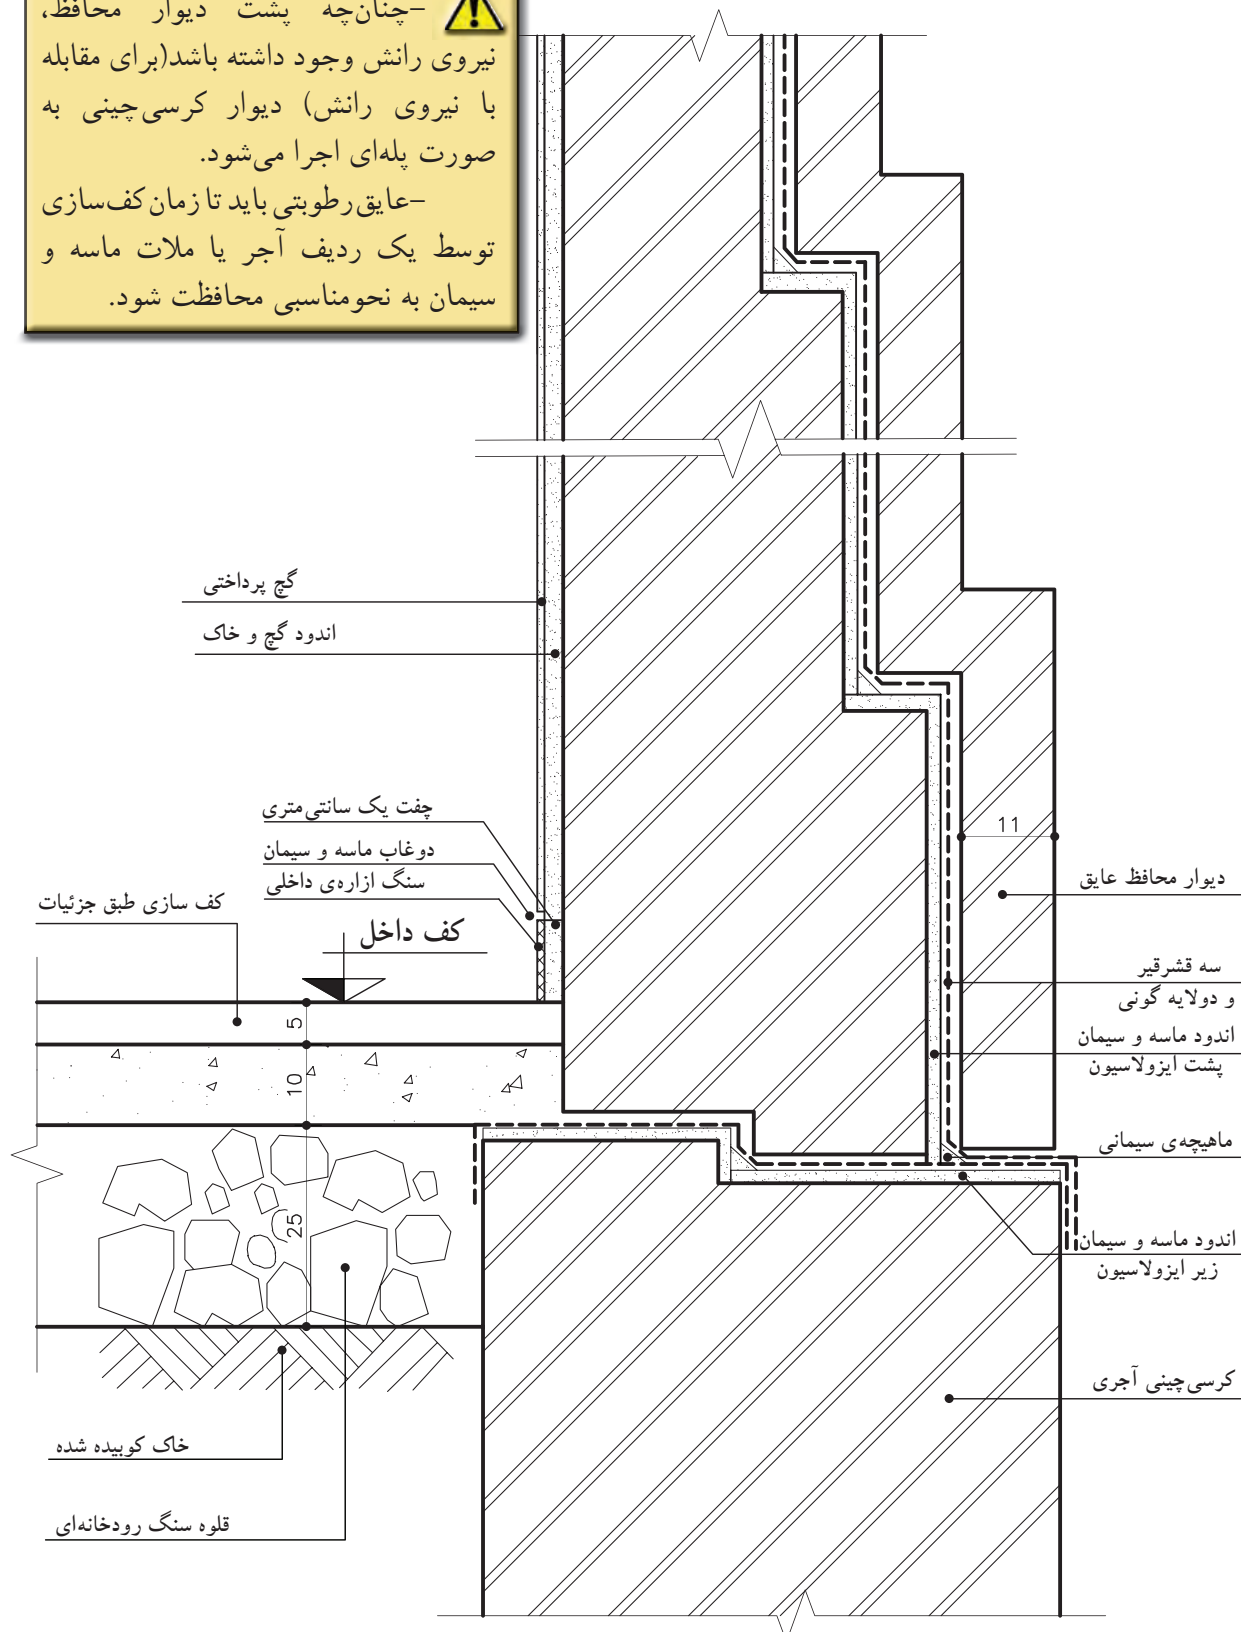 -چنان‌چه پشت دیوار محافظ،
نیروی رانش وجود داشته باشد(برای مقابله
با نیروی رانش) دیوار کرسی‌چینی به
صورت پله‌ای اجرا می‌شود.
-عایق‌رطوبتی باید تا زمان کف‌سازی
توسط یک ردیف آجر یا ملات ماسه و
سیمان به نحومناسبی محافظت شود.
گچ پرداختی
اندود گچ و خاک
چفت یک سانتی‌متری
دوغاب ماسه و سیمان
سنگ ازاره‌ی داخلی
کف سازی طبق جزئیات
کف داخل
5
10
25
11
دیوار محافظ عایق
سه قشرقیر
و دولایه گونی
اندود ماسه و سیمان
پشت ایزولاسیون
ماهیچه‌ی سیمانی
اندود ماسه و سیمان
زیر ایزولاسیون
کرسی‌چینی آجری
خاک کوبیده شده
قلوه سنگ رودخانه‌ای